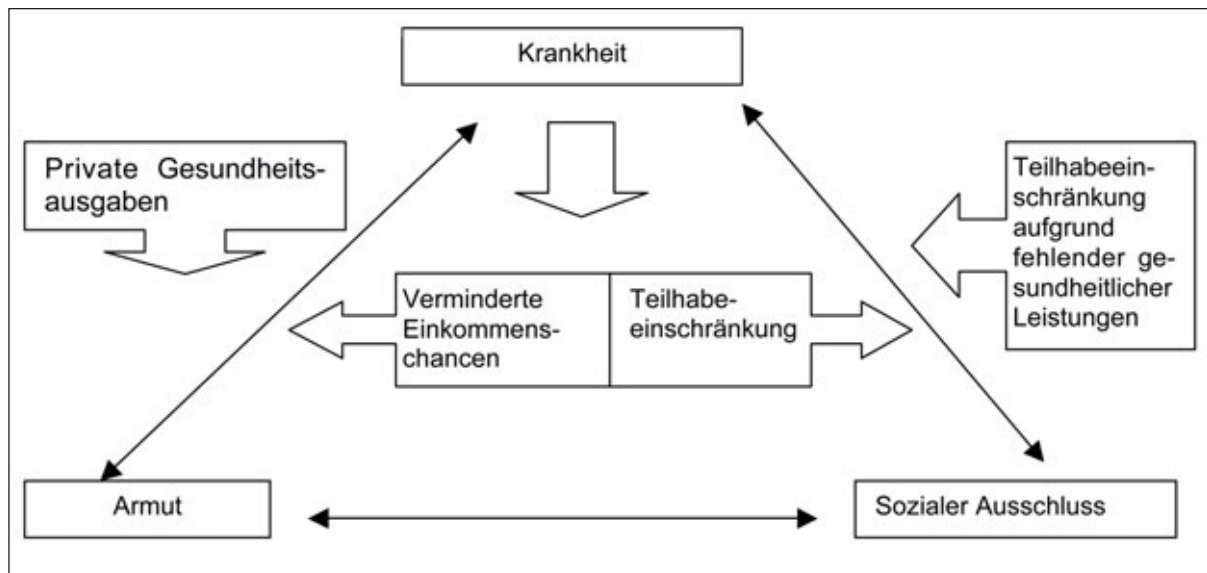 Krankheit
Private Gesundheits-
ausgaben
Teilhabeein-
schränkung
aufgrund
fehlender ge-
sundheitlicher
Leistungen
Verminderte
Einkommens-
chancen
Teilhabe-
einschränkung
Armut
Sozialer Ausschluss